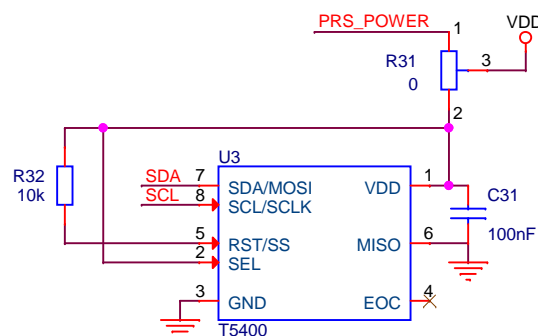 PRS_POWER 1 VDD
R31 3
0
2
U3
R32 SDA 7 SDA/MOSI VDD 1 C31
10k SCL 8 SCL/SCLK
100nF
5 RST/SS MISO 6
2 SEL
3 GND EOC 4
T5400